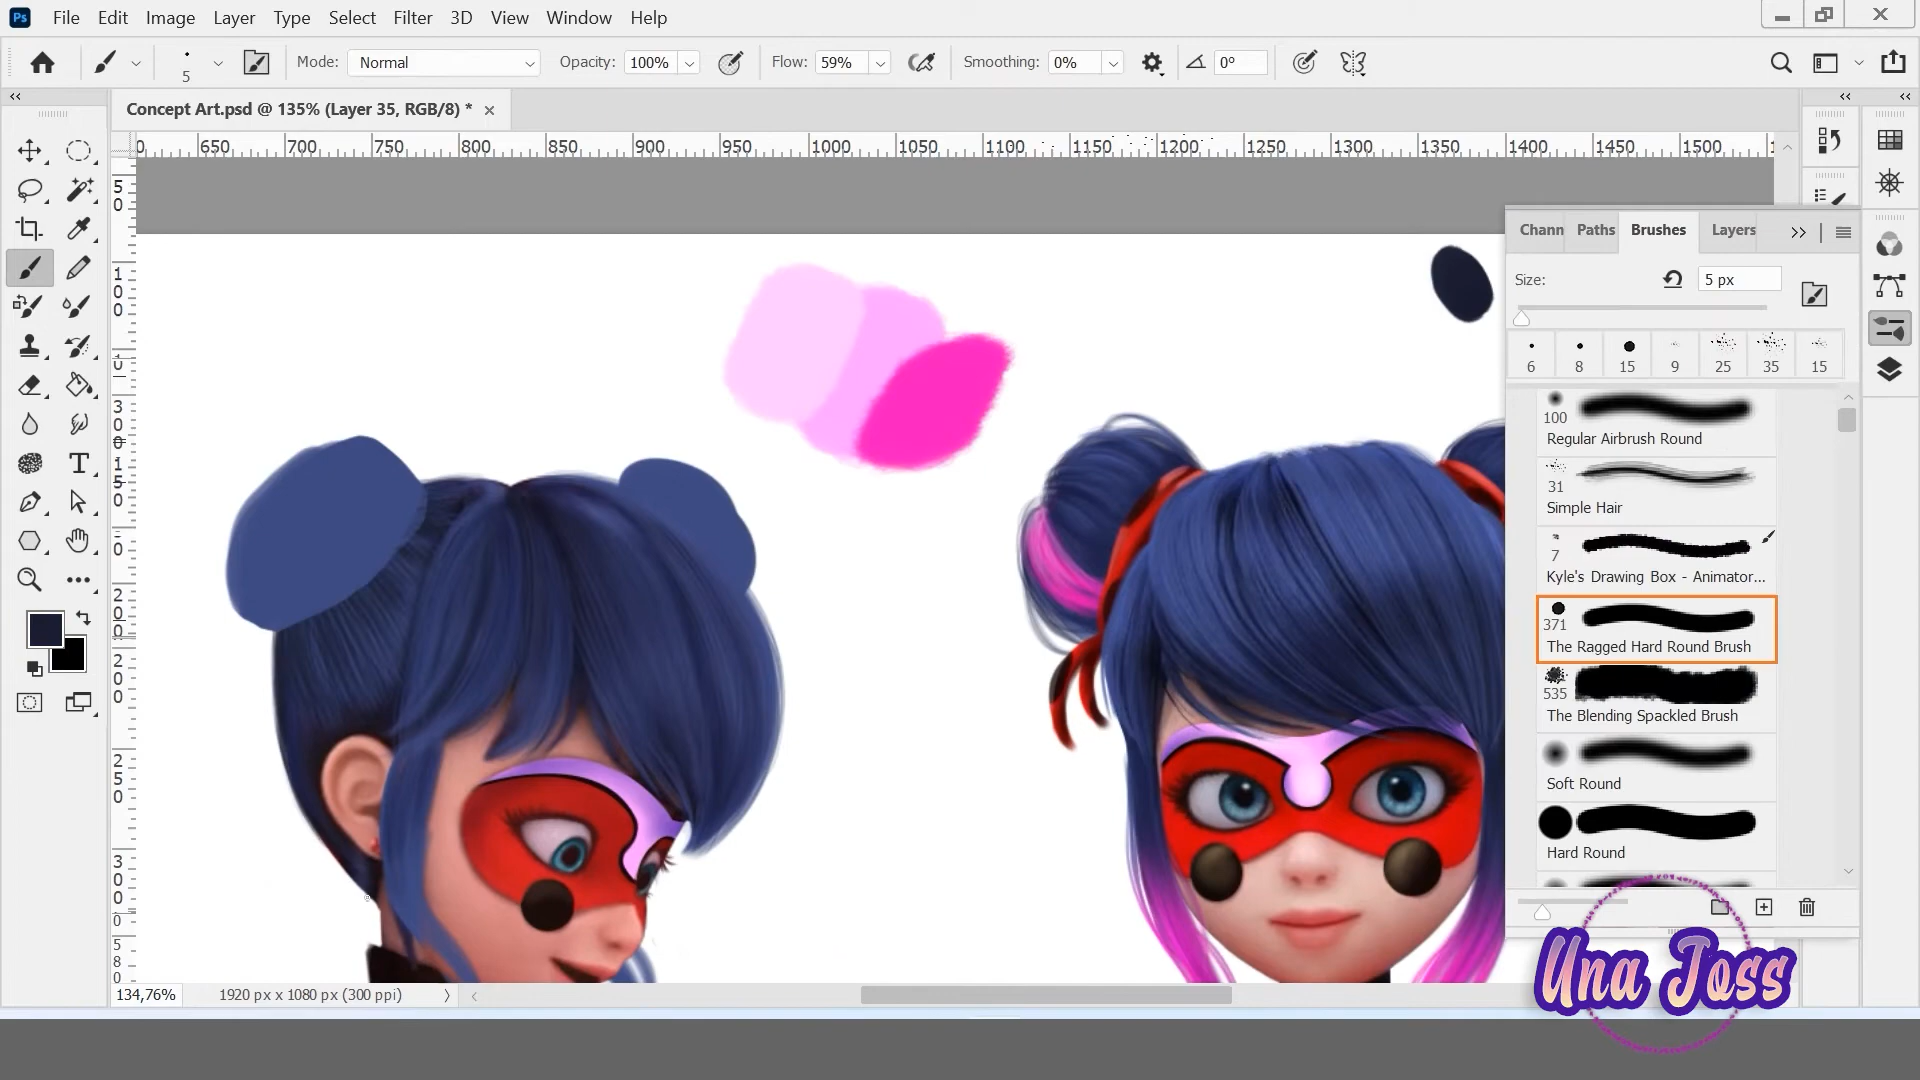 Ps File Edit Image Layer Type Select Filter 3D View Window Help
5 Mode: Normal Opacity: 100% Flow: 59% Smoothing: 0% 0°
Concept Art.psd @ 135% (Layer 35, RGB/8) *
650 700 750 800 850 900 950 1000 1050 1100 1150 1200 1250 1300 1350 1400 1450 1500
Chann Paths Brushes Layers
Size: 5 px
6 8 15 9 25 35 15
100
Regular Airbrush Round
31
Simple Hair
7
Kyle's Drawing Box - Animator...
371
The Ragged Hard Round Brush
535
The Blending Spackled Brush
Soft Round
Hard Round
134,76% 1920 px x 1080 px (300 ppi)
Una Joss